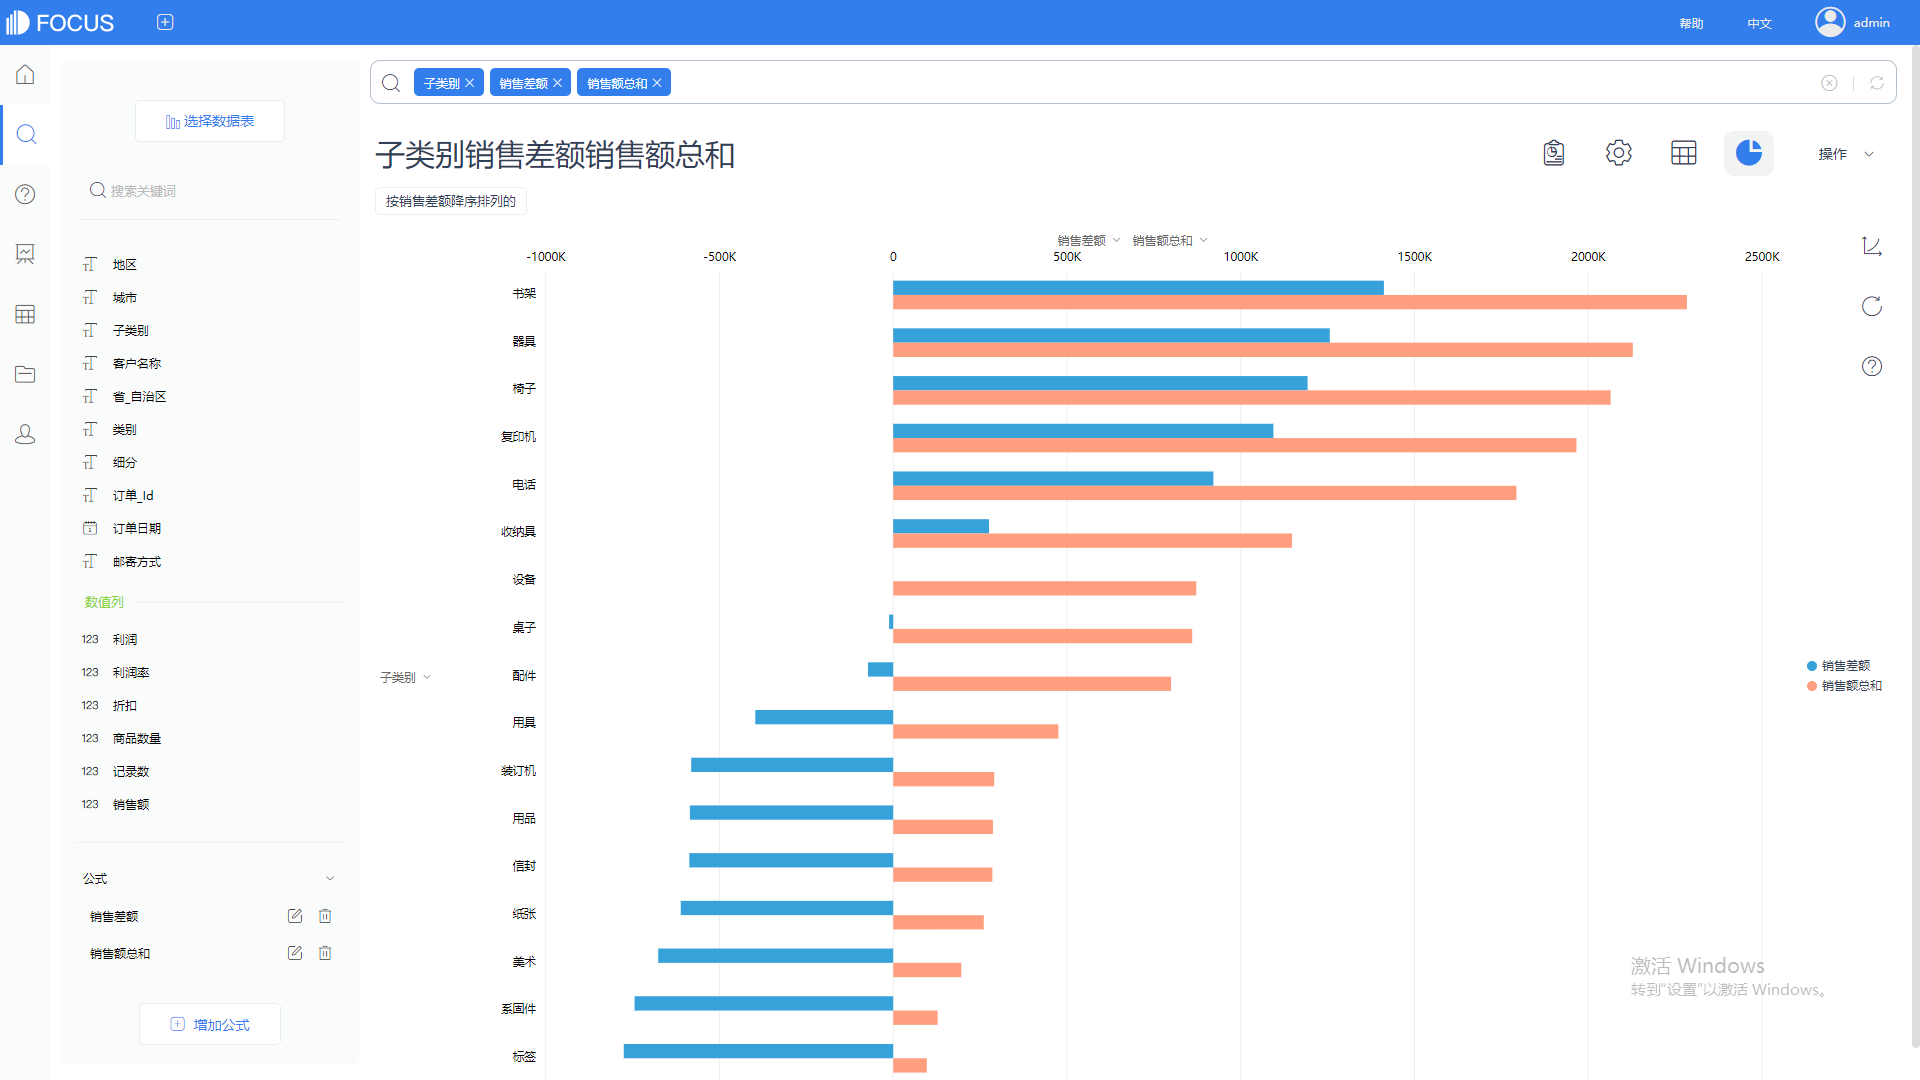 FOCUS
帮助
中文
admin
选择数据表
搜索关键词
地区
城市
子类别
客户名称
省_自治区
类别
细分
订单_Id
订单日期
邮寄方式
数值列
123 利润
123 利润率
123 折扣
123 商品数量
123 记录数
123 销售额
公式
销售差额
销售额总和
增加公式
子类别 销售差额 销售额总和
子类别销售差额销售额总和
操作
按销售差额降序排列的
销售差额 销售额总和
-1000K -500K 0 500K 1000K 1500K 2000K 2500K
书架
器具
椅子
复印机
电话
收纳具
设备
桌子
配件
用具
装订机
用品
信封
纸张
美术
系固件
标签
子类别
销售差额
销售额总和
激活 Windows
转到"设置"以激活 Windows。